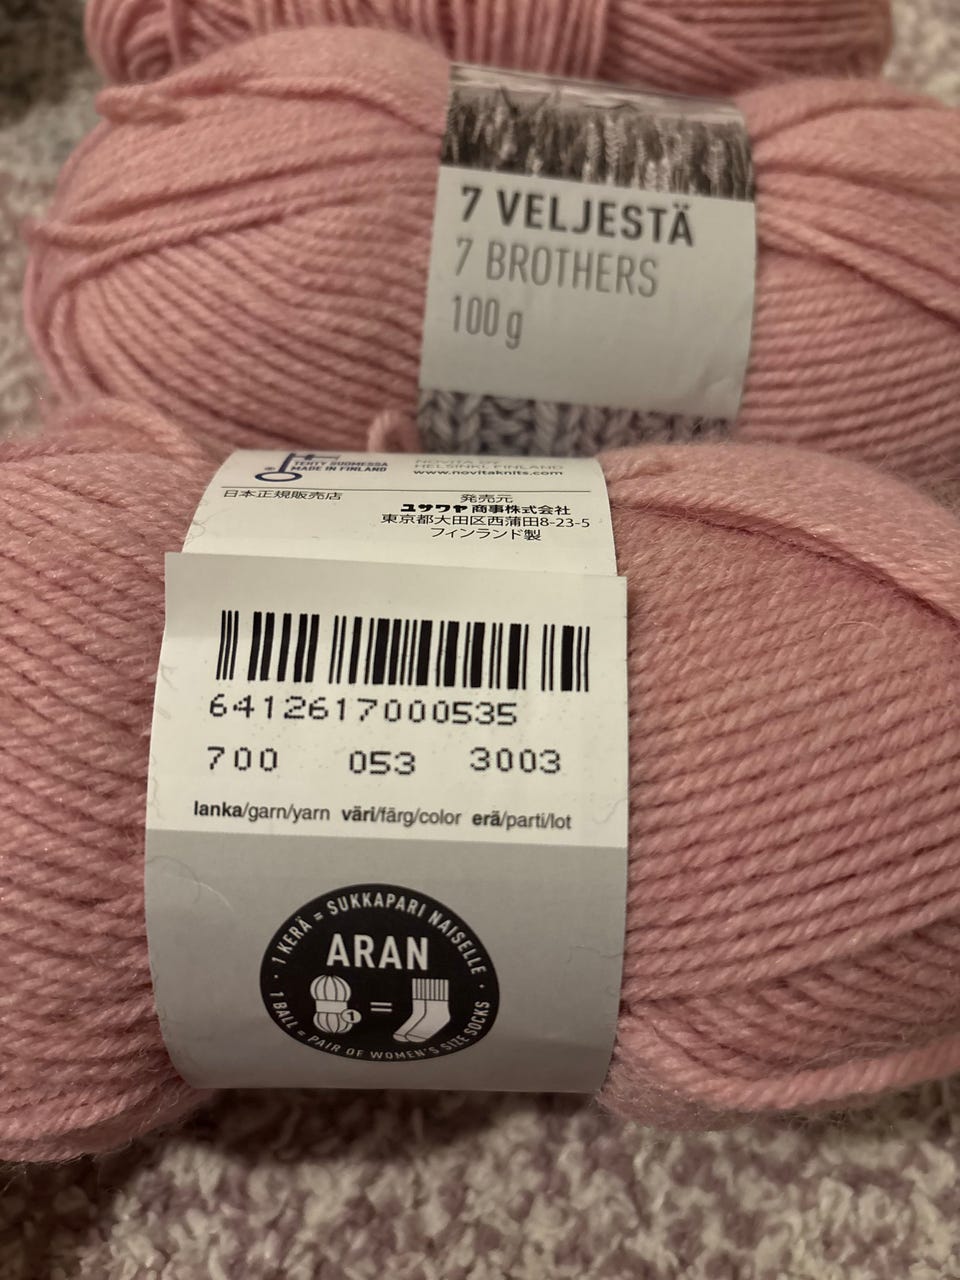 7 VELJESTÄ
7 BROTHERS
100 g
TEHTY SUOMESSA
MADE IN FINLAND
NOVITA OY
HELSINKI, FINLAND
www.novitaknits.com
日本正規販売店
発売元
ユザワヤ商事株式会社
東京都大田区西蒲田8-23-5
フィンランド製
6412617000535
700 053 3003
lanka/garn/yarn väri/färg/color erä/parti/lot
1 KERÄ = SUKKAPARI NAISELLE
ARAN
1
=
1 BALL = PAIR OF WOMEN'S SIZE SOCKS